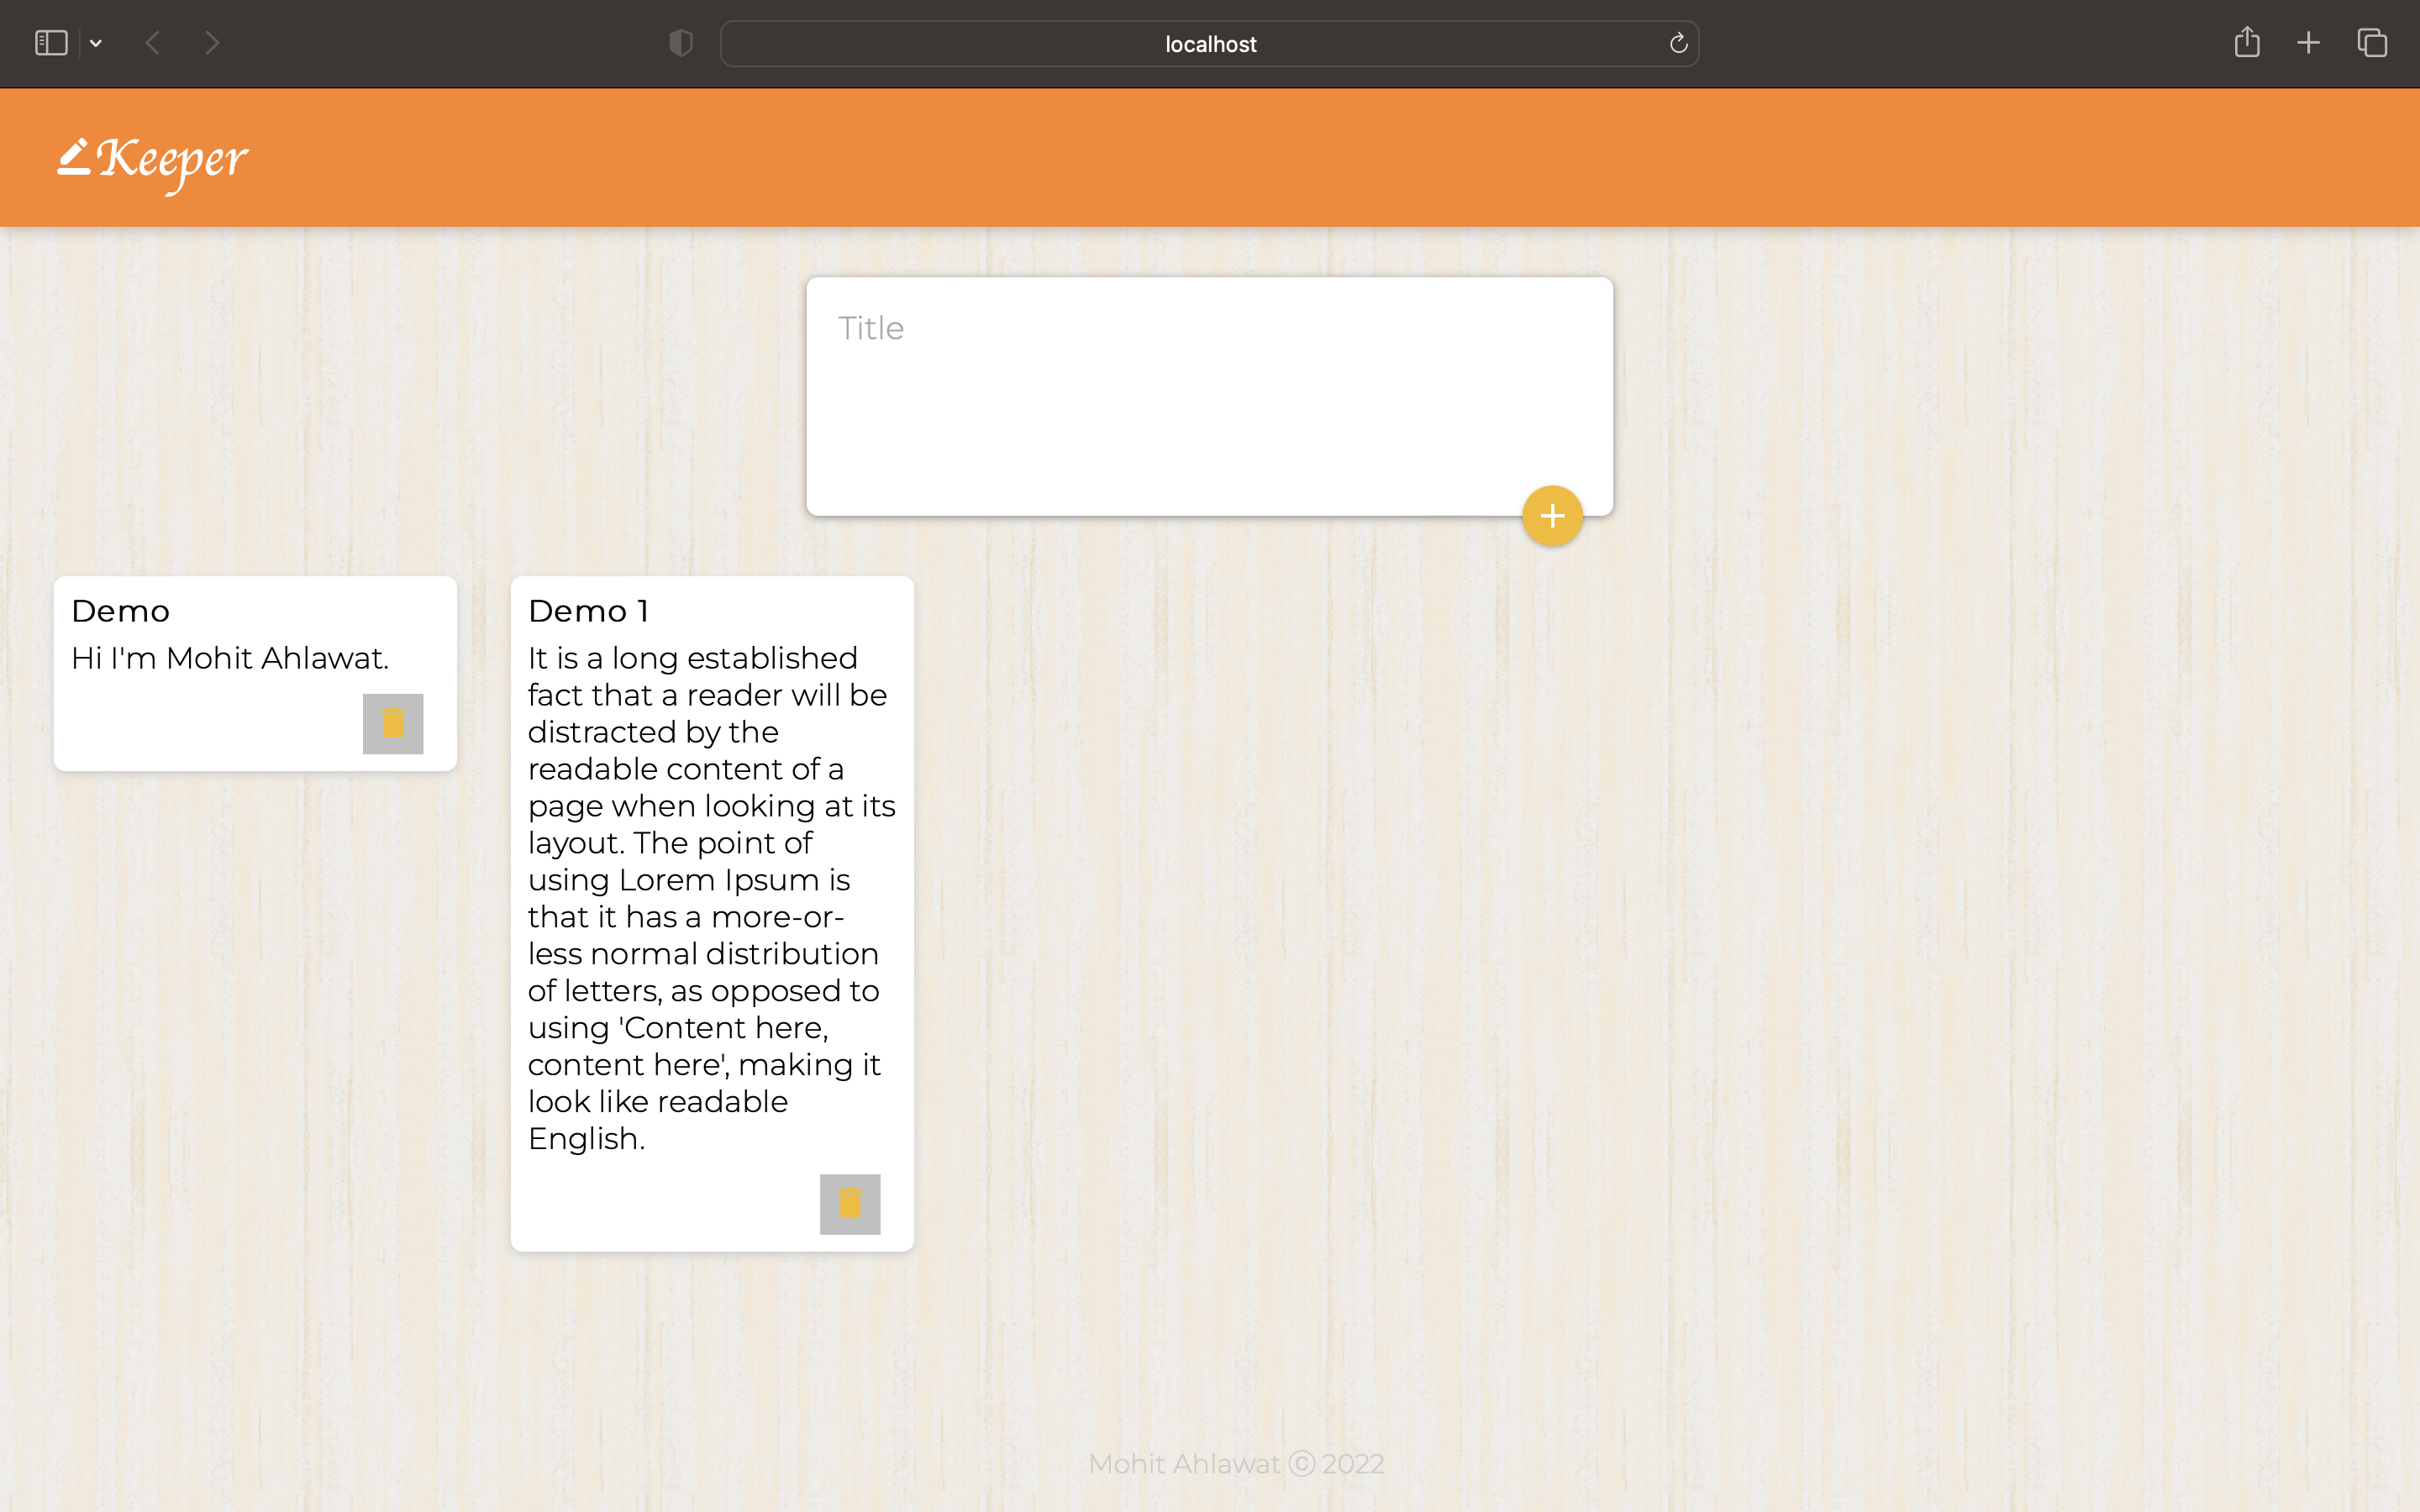 localhost
Keeper
Title
Demo
Hi I'm Mohit Ahlawat.
Demo 1
It is a long established
fact that a reader will be
distracted by the
readable content of a
page when looking at its
layout. The point of
using Lorem Ipsum is
that it has a more-or-
less normal distribution
of letters, as opposed to
using 'Content here,
content here', making it
look like readable
English.
Mohit Ahlawat ⓒ 2022